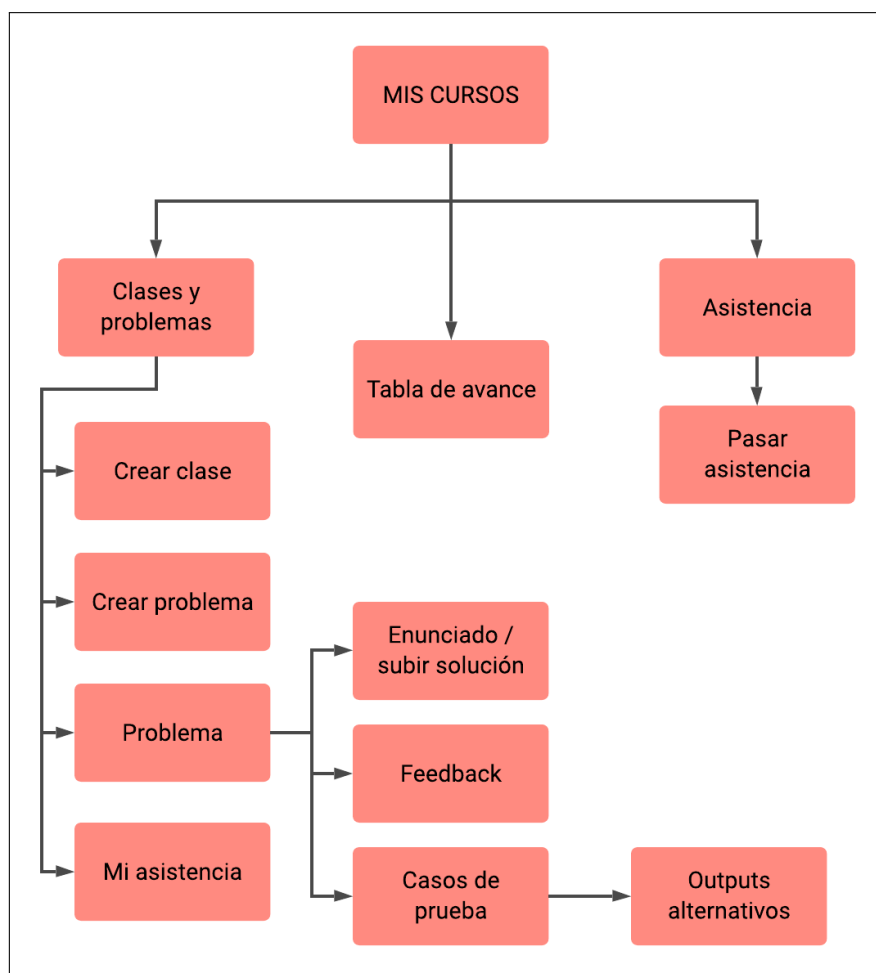 MIS CURSOS
Clases y
problemas
Tabla de avance
Asistencia
Pasar
asistencia
Crear clase
Crear problema
Problema
Mi asistencia
Enunciado /
subir solución
Feedback
Casos de
prueba
Outputs
alternativos